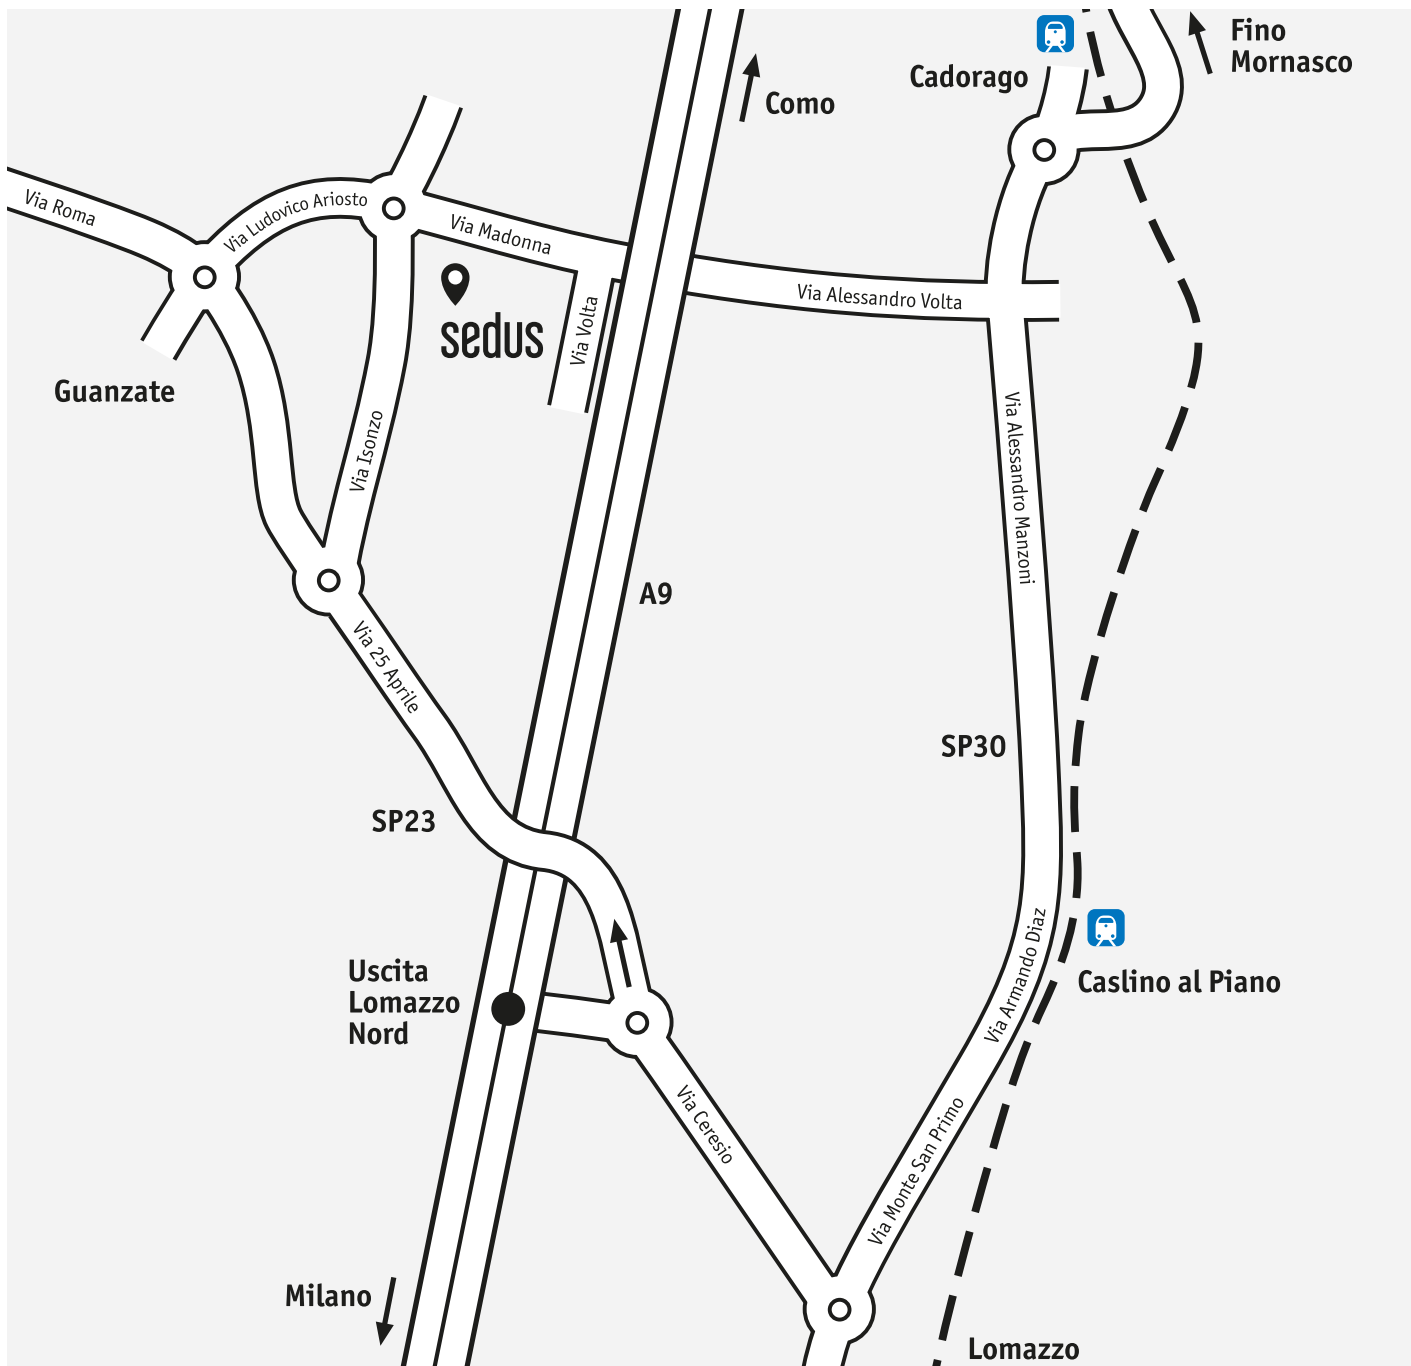 Fino
Mornasco
Cadorago
Como
Via Roma
Via Ludovico Ariosto
Via Madonna
Via Alessandro Volta
sedus
Via Volta
Guanzate
Via Isonzo
Via Alessandro Manzoni
A9
Via 25 Aprile
SP30
SP23
Uscita
Lomazzo
Nord
Via Armando Diaz
Caslino al Piano
Via Ceresio
Via Monte San Primo
Milano
Lomazzo